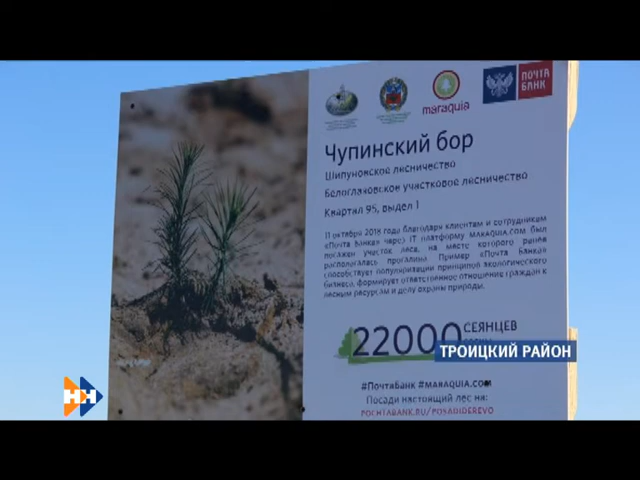 maraquia
ПОЧТА
БАНК
Чупинский бор
Шипуновское лесничество
Белоглазовское участковое лесничество
Квартал 95, выдел 1
11 октября 2018 года благодаря клиентам и сотрудникам
«Почта Банка» через IT платформу MARAQUIA.COM был
посажен участок леса, на месте которого ранее
располагалась прогалина. Пример «Почта Банка»
способствует популяризации принципов экологического
бизнеса, формирует ответственное отношение граждан к
лесным ресурсам и делу охраны природы.
22000 СЕЯНЦЕВ
ТРОИЦКИЙ РАЙОН
#ПочтаБанк #MARAQUIA.COM
Посади настоящий лес на:
POCHTABANK.RU/POSADIDEREVO
НН